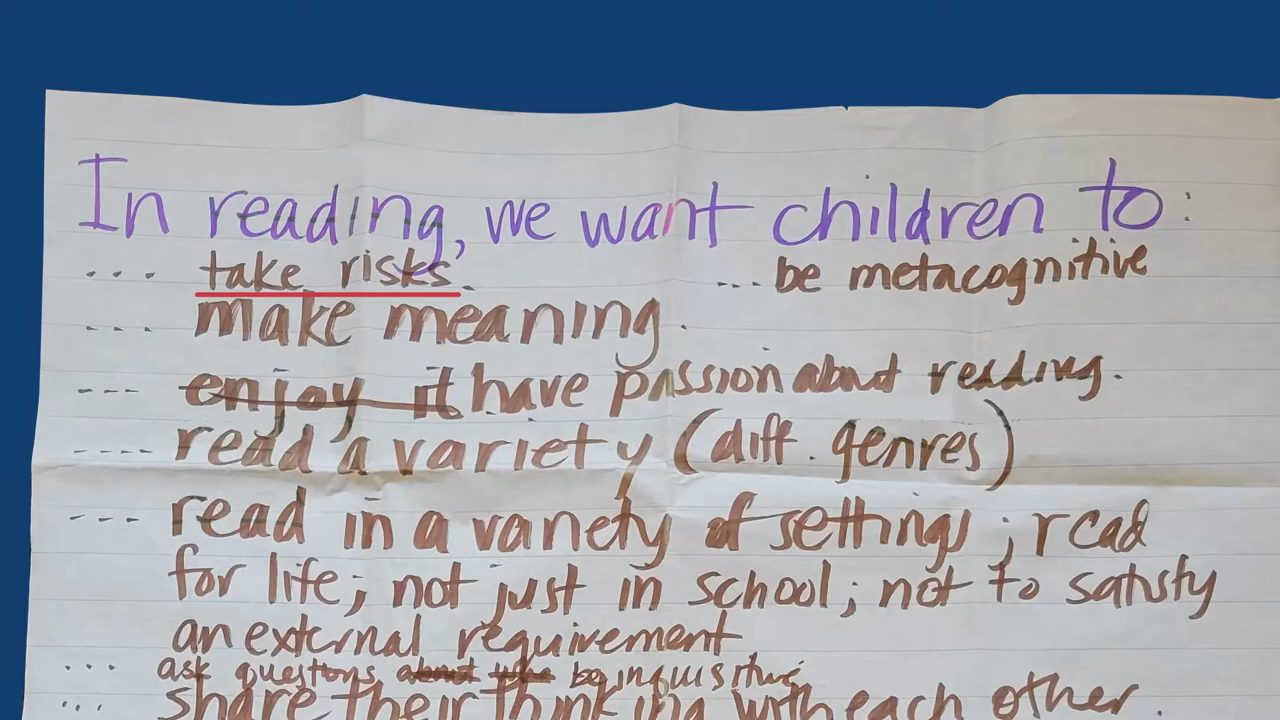 In reading, we want children to:
.... take risks. ... be metacognitive
... make meaning.
--- enjoy it have passion about reading.
.... read a variety (diff. genres)
--- read in a variety of settings; read
for life; not just in school; not to satisfy
an external requirement
... ask questions about be inquisitive
... share their thinking with each other.